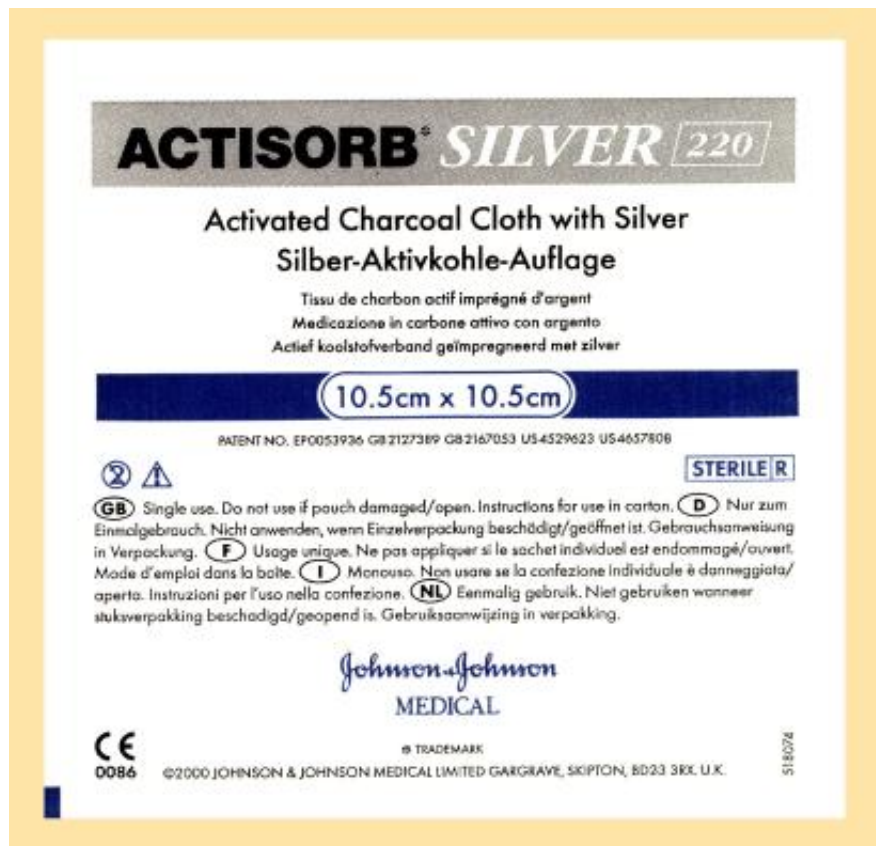 ACTISORB® SILVER 220
Activated Charcoal Cloth with Silver
Silber-Aktivkohle-Auflage
Tissu de charbon actif imprégné d'argent
Medicazione in carbone attivo con argento
Actief koolstofverband geïmpregneerd met zilver
10.5cm x 10.5cm
PATENT NO. EP0053936 GB2127389 GB2167053 US4529623 US4657808
2
STERILE R
GB Single use. Do not use if pouch damaged/open. Instructions for use in carton. D Nur zum
Einmalgebrauch. Nicht anwenden, wenn Einzelverpackung beschädigt/geöffnet ist. Gebrauchsanweisung
in Verpackung. F Usage unique. Ne pas appliquer si le sachet individuel est endommagé/ouvert.
Mode d'emploi dans la boîte. I Monouso. Non usare se la confezione individuale è danneggiata/
aperta. Instruzioni per l'uso nella confezione. NL Eenmalig gebruik. Niet gebruiken wanneer
stuksverpakking beschadigd/geopend is. Gebruiksaanwijzing in verpakking.
Johnson & Johnson
MEDICAL
CE
0086
® TRADEMARK
©2000 JOHNSON & JOHNSON MEDICAL LIMITED GARGRAVE, SKIPTON, BD23 3RX. U.K.
518074